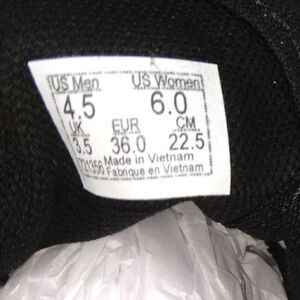 US Men US Women
4.5 6.0
UK EUR CM
3.5 36.0 22.5
Made in Vietnam
Fabrique en Vietnam